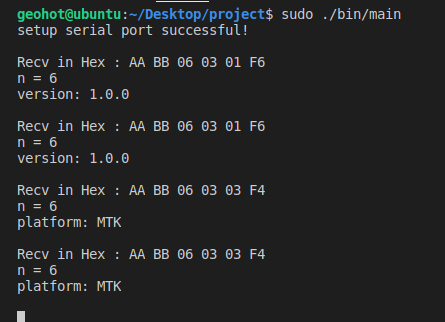 geohot@ubuntu:~/Desktop/project$ sudo ./bin/main
setup serial port successful!
Recv in Hex : AA BB 06 03 01 F6
n = 6
version: 1.0.0
Recv in Hex : AA BB 06 03 01 F6
n = 6
version: 1.0.0
Recv in Hex : AA BB 06 03 03 F4
n = 6
platform: MTK
Recv in Hex : AA BB 06 03 03 F4
n = 6
platform: MTK